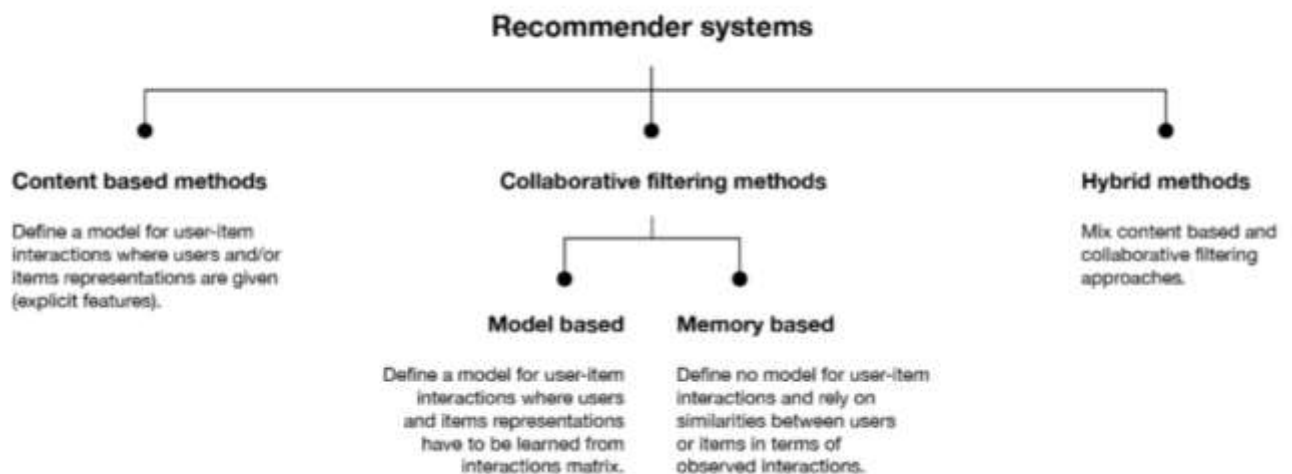 Recommender systems
Content based methods
Define a model for user-item
interactions where users and/or
items representations are given
(explicit features).
Collaborative filtering methods
Model based
Define a model for user-item
interactions where users
and items representations
have to be learned from
interactions matrix.
Memory based
Define no model for user-item
interactions and rely on
similarities between users
or items in terms of
observed interactions.
Hybrid methods
Mix content based and
collaborative filtering
approaches.